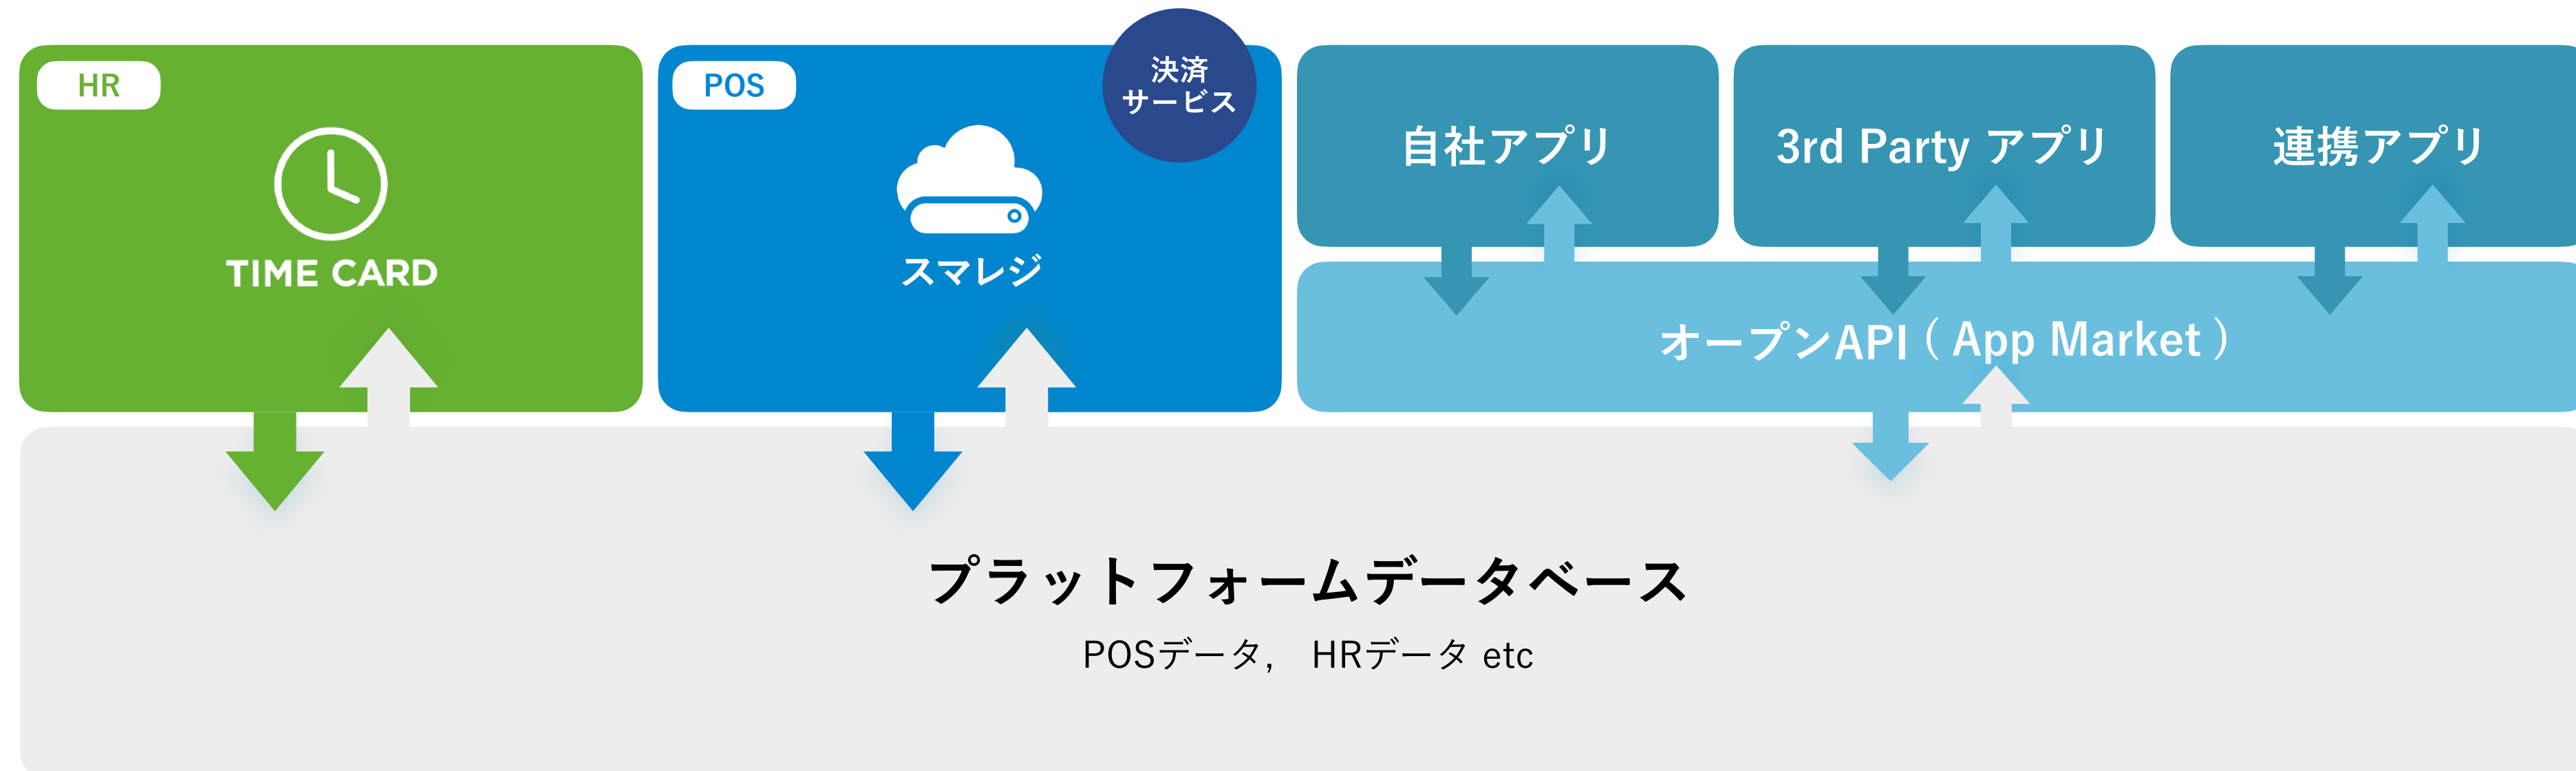 HR
TIME CARD
POS
決済
サービス
スマレジ
自社アプリ
3rd Party アプリ
連携アプリ
オープンAPI ( App Market )
プラットフォームデータベース
POSデータ,　HRデータ etc